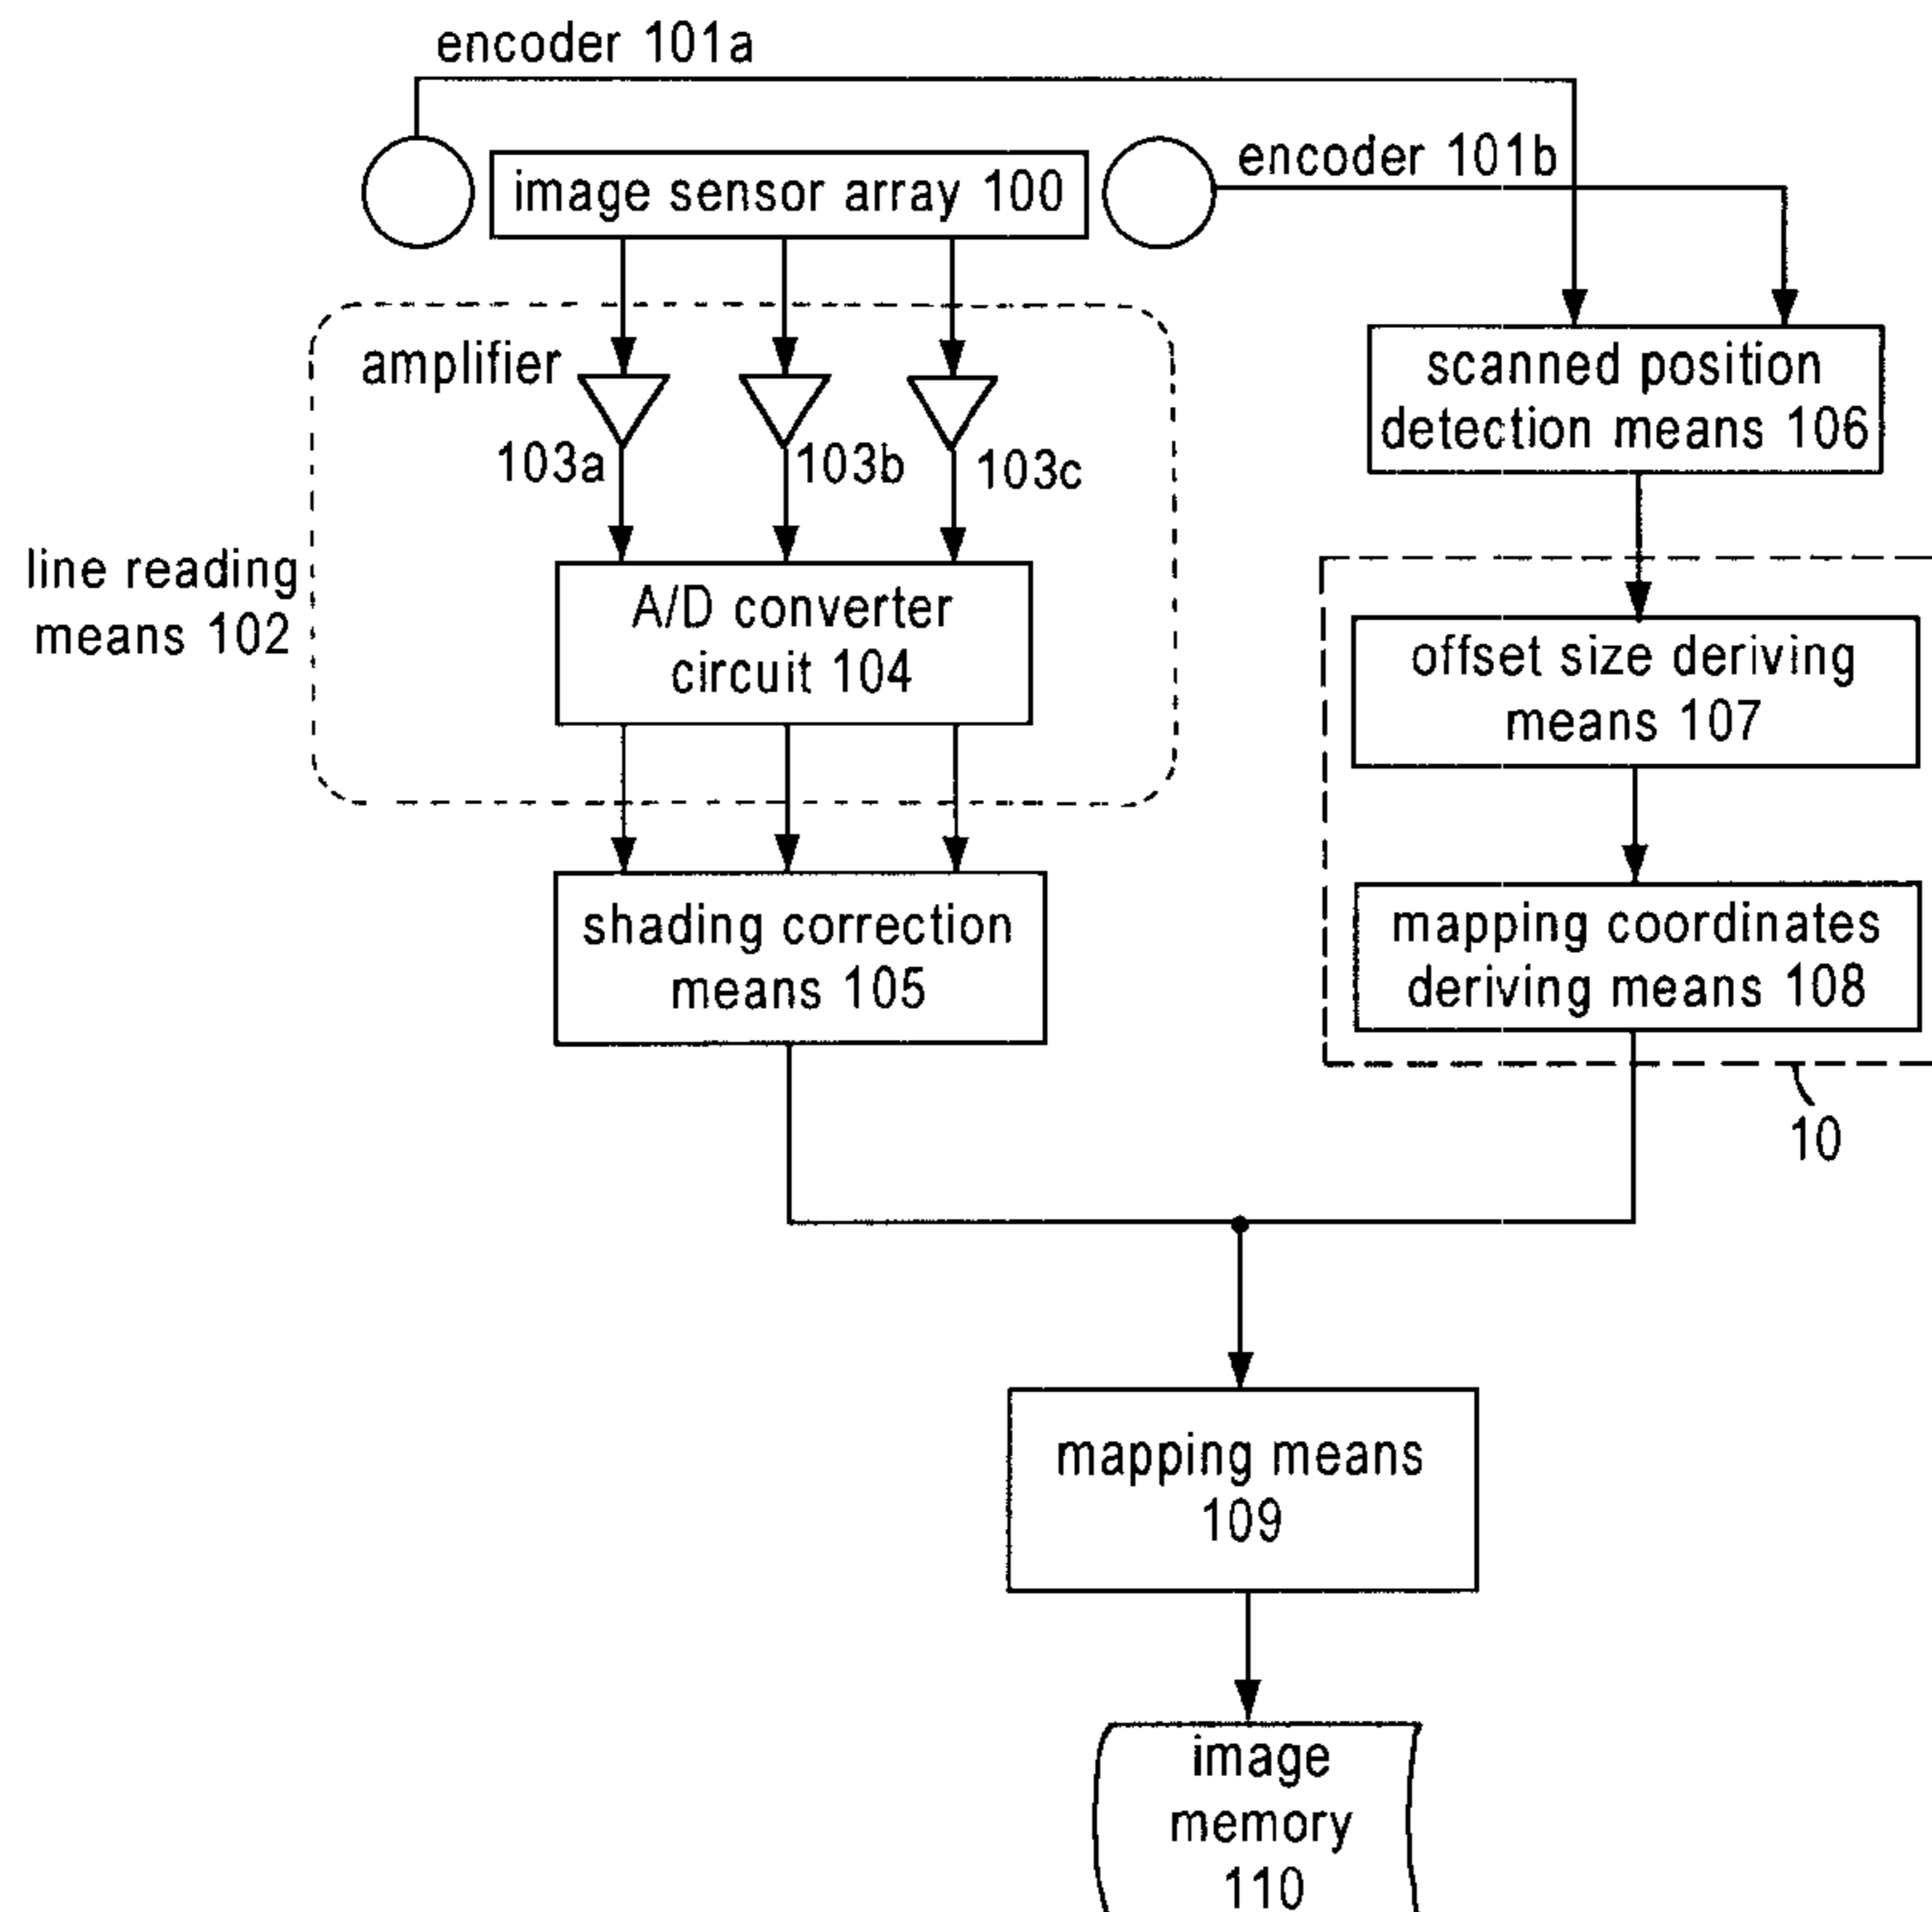 encoder 101a
encoder 101b
image sensor array 100
amplifier
scanned position
detection means 106
103a
103b
103c
line reading
means 102
A/D converter
circuit 104
offset size deriving
means 107
shading correction
means 105
mapping coordinates
deriving means 108
10
mapping means
109
image
memory
110